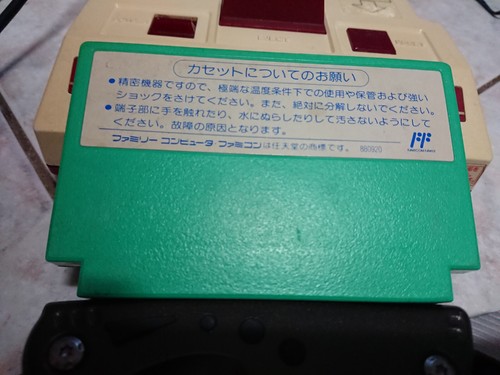 カセットについてのお願い
●精密機器ですので、極端な温度条件下での使用や保管および強い
ショックをさけてください。また、絶対に分解しないでください。
●端子部に手を触れたり、水にぬらしたりして汚さないようにして
ください。故障の原因となります。
ファミリー コンピュータ・ファミコンは任天堂の商標です。 880920